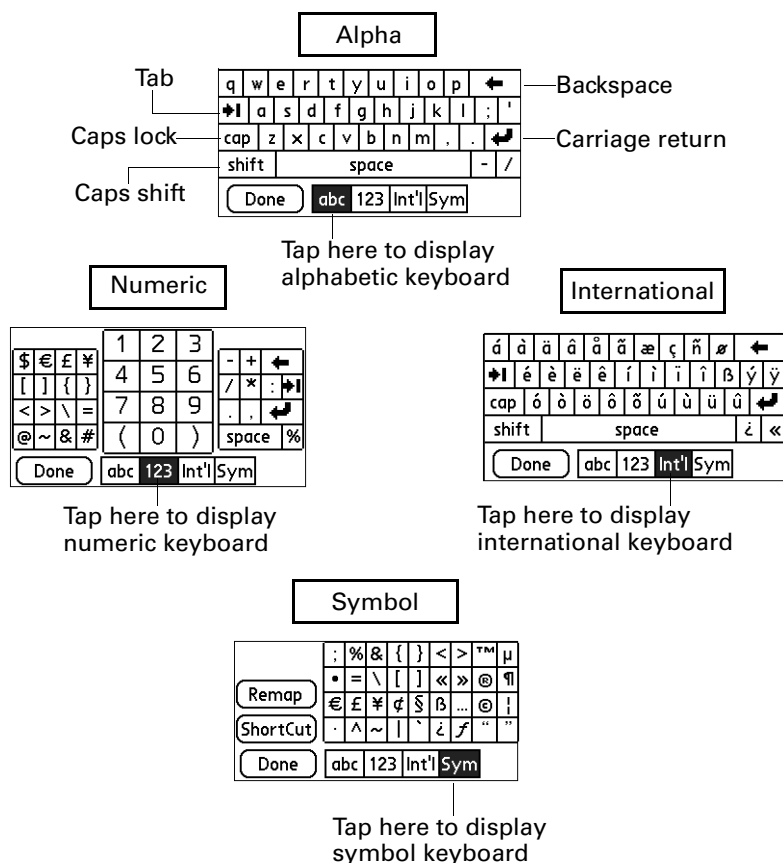 Alpha
Tab
q w e r t y u i o p
Backspace
a s d f g h j k l ; '
Caps lock
cap z x c v b n m , .
Carriage return
shift space - /
Caps shift
Done abc 123 Int'l Sym
Tap here to display
alphabetic keyboard
Numeric
1 2 3
$ € £ ¥
- +
4 5 6
[ ] { }
/ * :
7 8 9
< > \ =
. ,
( 0 )
@ ~ & #
space %
Done abc 123 Int'l Sym
Tap here to display
numeric keyboard
International
á à ä â å ã æ ç ñ ø
é è ë ê í ì ï î ß ý ÿ
cap ó ò ö ô õ ú ù ü û
shift space ¿ «
Done abc 123 Int'l Sym
Tap here to display
international keyboard
Symbol
; % & { } < > ™ µ
• = \ [ ] « » ® ¶
Remap
€ £ ¥ ¢ § ß … © ¦
ShortCut
· ^ ~ | ` ¿ ƒ “ ”
Done abc 123 Int'l Sym
Tap here to display
symbol keyboard